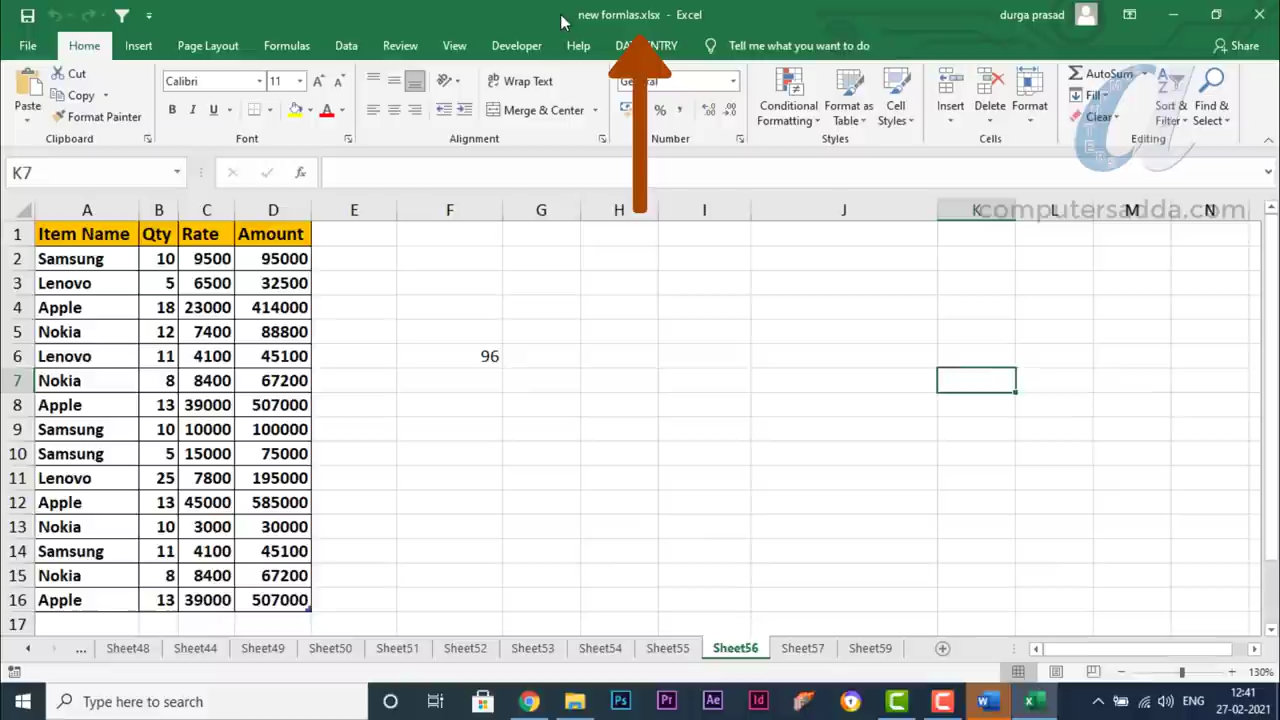 new formlas.xlsx - Excel
durga prasad
File Home Insert Page Layout Formulas Data Review View Developer Help Tell me what you want to do Share
Cut
Copy
Format Painter
Paste
Clipboard
Calibri 11
B I U
Font
Wrap Text
Merge & Center
Alignment
%
Number
Conditional Formatting
Format as Table
Cell Styles
Styles
Insert Delete Format
Cells
AutoSum
Fill
Clear
Sort & Filter
Find & Select
Editing
K7
fx
computersadda.com
A B C D E F G H I J K L M N
1 Item Name Qty Rate Amount
2 Samsung 10 9500 95000
3 Lenovo 5 6500 32500
4 Apple 18 23000 414000
5 Nokia 12 7400 88800
6 Lenovo 11 4100 45100 96
7 Nokia 8 8400 67200
8 Apple 13 39000 507000
9 Samsung 10 10000 100000
10 Samsung 5 15000 75000
11 Lenovo 25 7800 195000
12 Apple 13 45000 585000
13 Nokia 10 3000 30000
14 Samsung 11 4100 45100
15 Nokia 8 8400 67200
16 Apple 13 39000 507000
17
... Sheet48 Sheet44 Sheet49 Sheet50 Sheet51 Sheet52 Sheet53 Sheet54 Sheet55 Sheet56 Sheet57 Sheet59
130%
Type here to search
Ps Pr Ae Id
ENG
12:41
27-02-2021